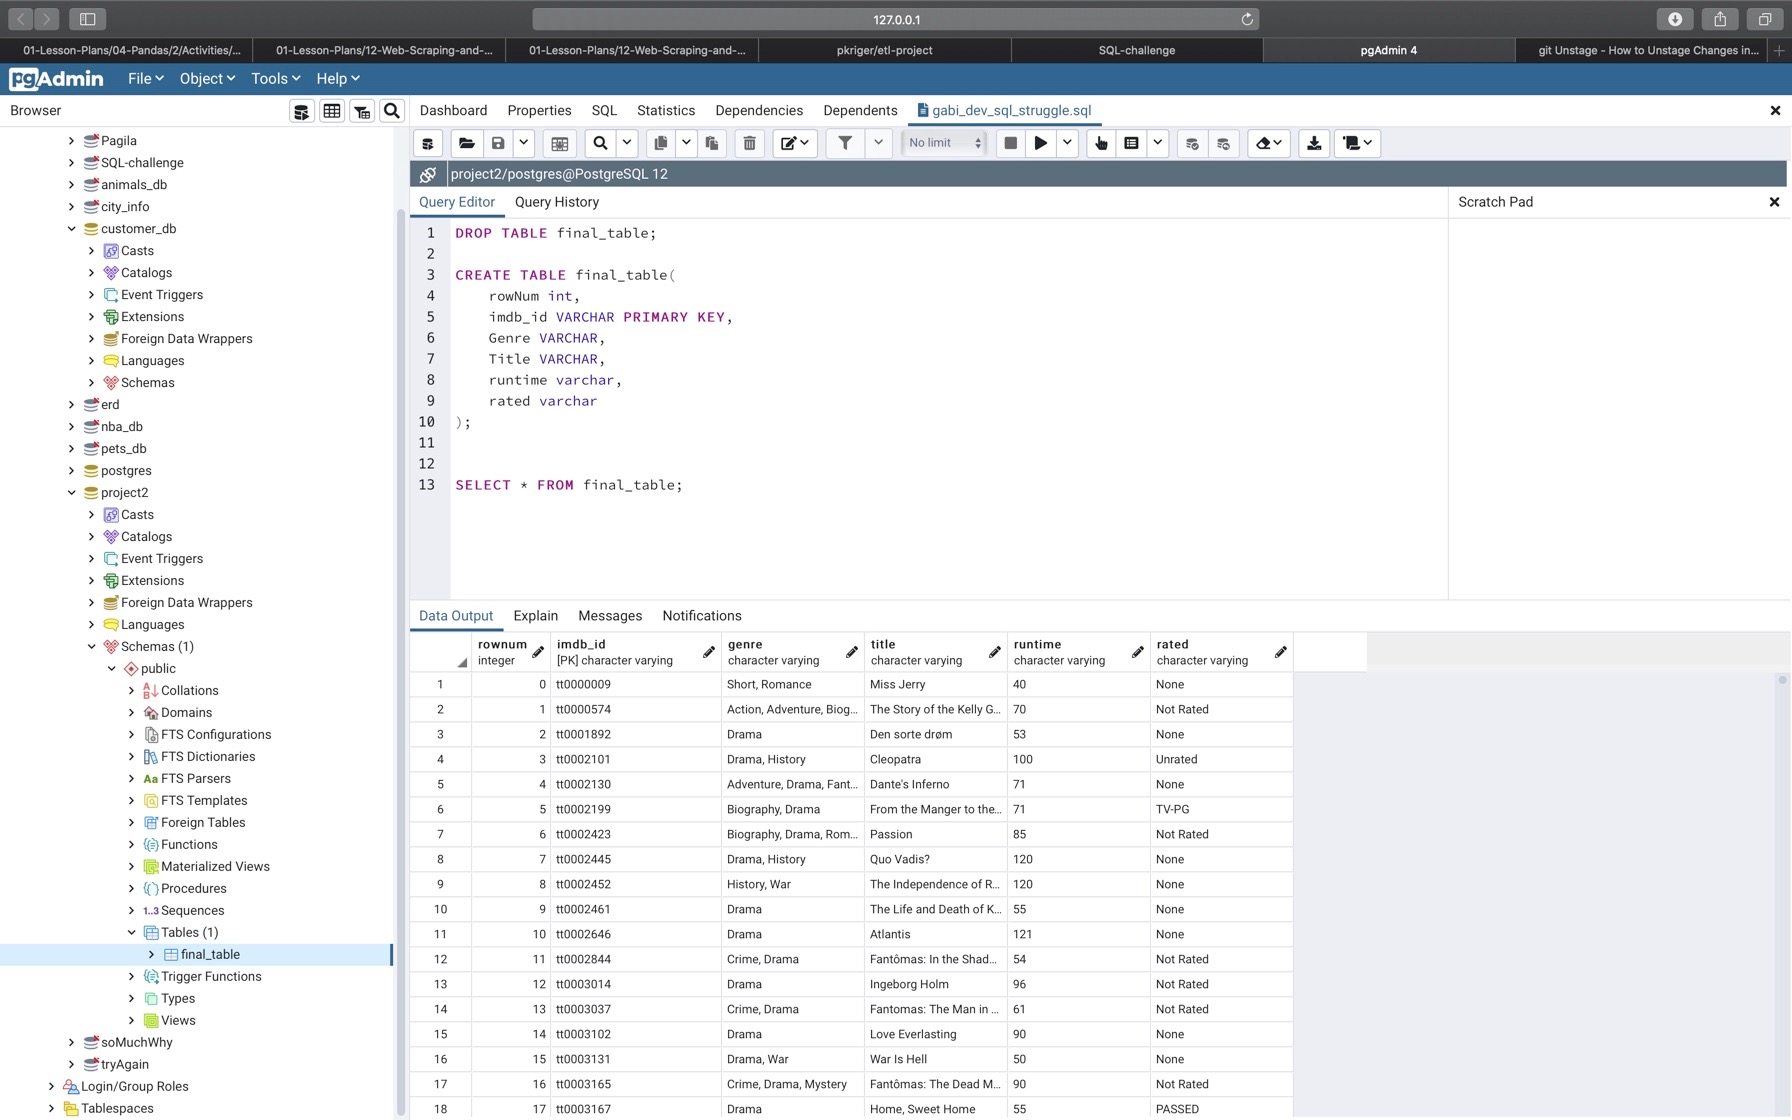 127.0.0.1
01-Lesson-Plans/04-Pandas/2/Activities/...
01-Lesson-Plans/12-Web-Scraping-and-...
01-Lesson-Plans/12-Web-Scraping-and-...
pkriger/etl-project
SQL-challenge
pgAdmin 4
git Unstage - How to Unstage Changes in...
pgAdmin File Object Tools Help
Browser
Dashboard Properties SQL Statistics Dependencies Dependents gabi_dev_sql_struggle.sql
No limit
project2/postgres@PostgreSQL 12
Query Editor Query History
Scratch Pad
Pagila
SQL-challenge
animals_db
city_info
customer_db
Casts
Catalogs
Event Triggers
Extensions
Foreign Data Wrappers
Languages
Schemas
erd
nba_db
pets_db
postgres
project2
Casts
Catalogs
Event Triggers
Extensions
Foreign Data Wrappers
Languages
Schemas (1)
public
Collations
Domains
FTS Configurations
FTS Dictionaries
Aa FTS Parsers
FTS Templates
Foreign Tables
Functions
Materialized Views
Procedures
1..3 Sequences
Tables (1)
final_table
Trigger Functions
Types
Views
soMuchWhy
tryAgain
Login/Group Roles
Tablespaces
1 DROP TABLE final_table;
2
3 CREATE TABLE final_table(
4 rowNum int,
5 imdb_id VARCHAR PRIMARY KEY,
6 Genre VARCHAR,
7 Title VARCHAR,
8 runtime varchar,
9 rated varchar
10 );
11
12
13 SELECT * FROM final_table;
Data Output Explain Messages Notifications
rownum imdb_id genre title runtime rated
integer [PK] character varying character varying character varying character varying character varying
1 0 tt0000009 Short, Romance Miss Jerry 40 None
2 1 tt0000574 Action, Adventure, Biog... The Story of the Kelly G... 70 Not Rated
3 2 tt0001892 Drama Den sorte drøm 53 None
4 3 tt0002101 Drama, History Cleopatra 100 Unrated
5 4 tt0002130 Adventure, Drama, Fant... Dante's Inferno 71 None
6 5 tt0002199 Biography, Drama From the Manger to the... 71 TV-PG
7 6 tt0002423 Biography, Drama, Rom... Passion 85 Not Rated
8 7 tt0002445 Drama, History Quo Vadis? 120 None
9 8 tt0002452 History, War The Independence of R... 120 None
10 9 tt0002461 Drama The Life and Death of K... 55 None
11 10 tt0002646 Drama Atlantis 121 None
12 11 tt0002844 Crime, Drama Fantômas: In the Shad... 54 Not Rated
13 12 tt0003014 Drama Ingeborg Holm 96 Not Rated
14 13 tt0003037 Crime, Drama Fantomas: The Man in ... 61 Not Rated
15 14 tt0003102 Drama Love Everlasting 90 None
16 15 tt0003131 Drama, War War Is Hell 50 None
17 16 tt0003165 Crime, Drama, Mystery Fantômas: The Dead M... 90 Not Rated
18 17 tt0003167 Drama Home, Sweet Home 55 PASSED